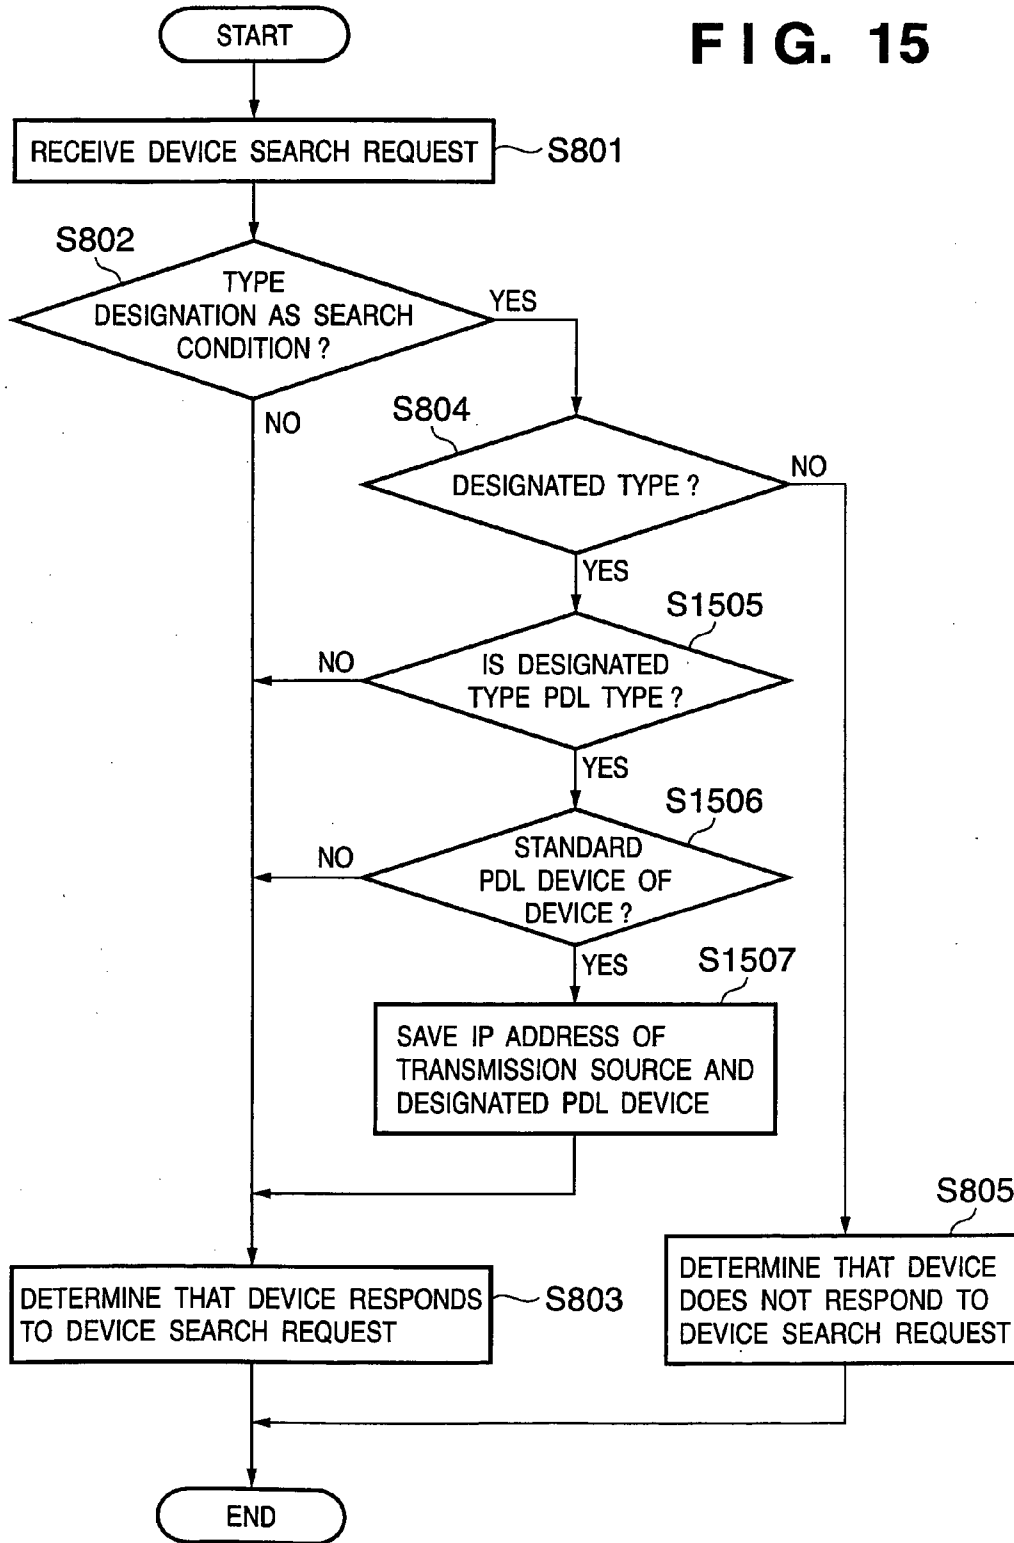 START
FIG. 15
RECEIVE DEVICE SEARCH REQUEST
S801
S802
TYPE
DESIGNATION AS SEARCH
CONDITION?
YES
NO
S804
DESIGNATED TYPE?
NO
YES
S1505
IS DESIGNATED
TYPE PDL TYPE?
NO
YES
S1506
STANDARD
PDL DEVICE OF
DEVICE?
NO
YES
S1507
SAVE IP ADDRESS OF
TRANSMISSION SOURCE AND
DESIGNATED PDL DEVICE
S805
DETERMINE THAT DEVICE
DOES NOT RESPOND TO
DEVICE SEARCH REQUEST
DETERMINE THAT DEVICE RESPONDS
TO DEVICE SEARCH REQUEST
S803
END